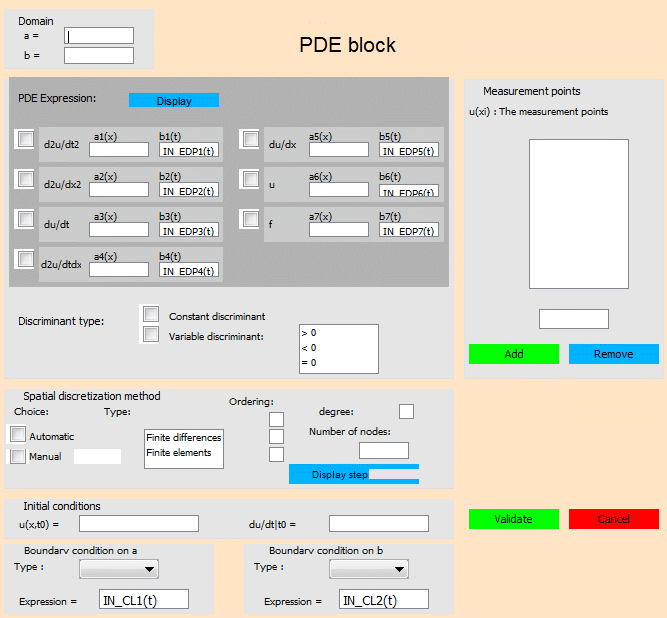 Domain
a =
b =
PDE block
PDE Expression:
Display
d2u/dt2 a1(x) b1(t) IN_EDP1(t)
d2u/dx2 a2(x) b2(t) IN_EDP2(t)
du/dt a3(x) b3(t) IN_EDP3(t)
d2u/dtdx a4(x) b4(t) IN_EDP4(t)
du/dx a5(x) b5(t) IN_EDP5(t)
u a6(x) b6(t) IN_EDP6(t)
f a7(x) b7(t) IN_EDP7(t)
Discriminant type:
Constant discriminant
Variable discriminant:
> 0
< 0
= 0
Measurement points
u(xi) : The measurement points
Add Remove
Spatial discretization method
Choice: Type:
Automatic
Manual
Finite differences
Finite elements
Ordering:
degree:
Number of nodes:
Display step
Initial conditions
u(x,t0) = du/dt|t0 =
Validate Cancel
Boundary condition on a
Type :
Expression = IN_CL1(t)
Boundary condition on b
Type :
Expression = IN_CL2(t)